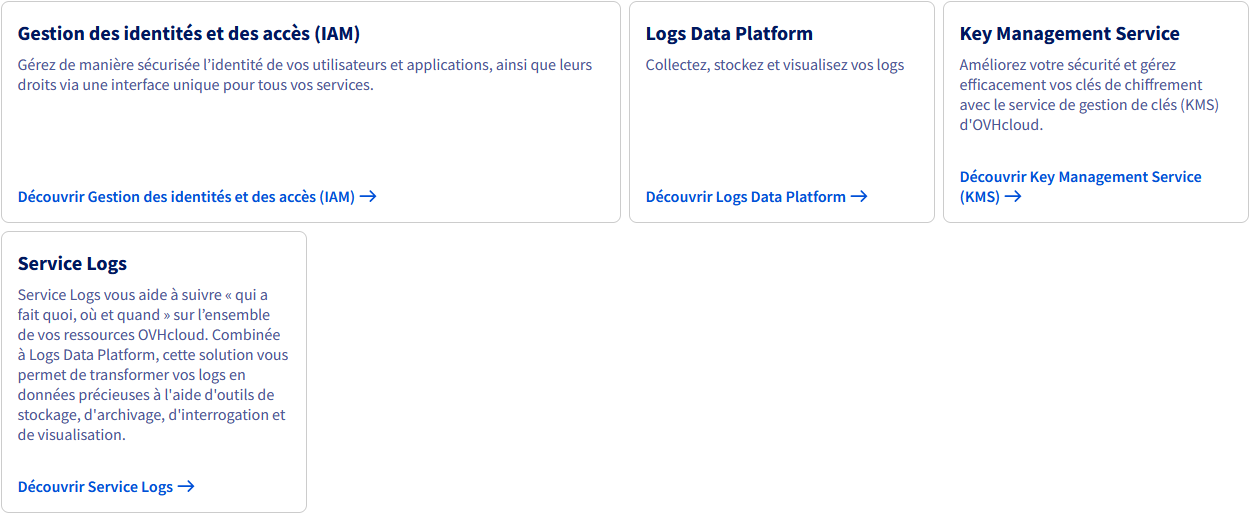 Gestion des identités et des accès (IAM)
Gérez de manière sécurisée l’identité de vos utilisateurs et applications, ainsi que leurs
droits via une interface unique pour tous vos services.
Découvrir Gestion des identités et des accès (IAM) →
Logs Data Platform
Collectez, stockez et visualisez vos logs
Découvrir Logs Data Platform →
Key Management Service
Améliorez votre sécurité et gérez
efficacement vos clés de chiffrement
avec le service de gestion de clés (KMS)
d'OVHcloud.
Découvrir Key Management Service
(KMS) →
Service Logs
Service Logs vous aide à suivre « qui a
fait quoi, où et quand » sur l’ensemble
de vos ressources OVHcloud. Combinée
à Logs Data Platform, cette solution vous
permet de transformer vos logs en
données précieuses à l'aide d'outils de
stockage, d'archivage, d'interrogation et
de visualisation.
Découvrir Service Logs →